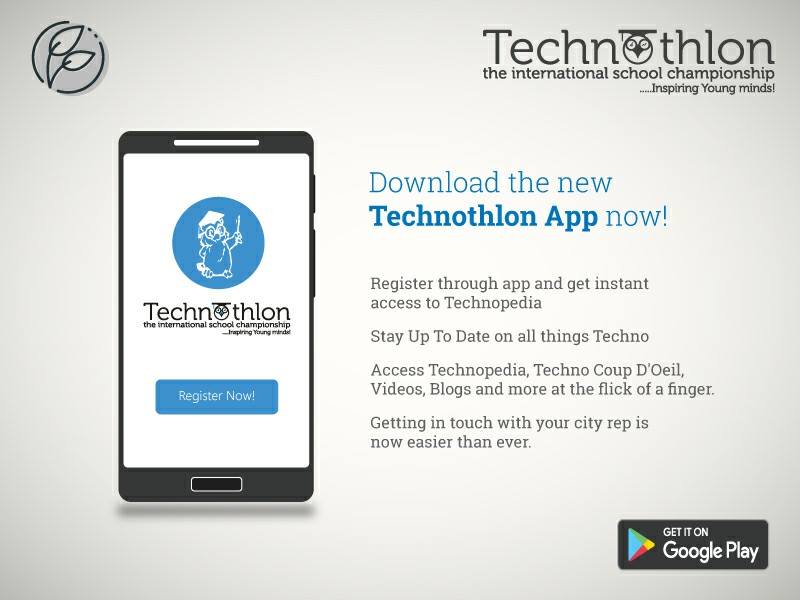 Technothlon
the international school championship
.....Inspiring Young minds!
Technothlon
the international school championship
.....Inspiring Young minds!
Register Now!
Download the new
Technothlon App now!
Register through app and get instant
access to Technopedia
Stay Up To Date on all things Techno
Access Technopedia, Techno Coup D'Oeil,
Videos, Blogs and more at the flick of a finger.
Getting in touch with your city rep is
now easier than ever.
GET IT ON
Google Play